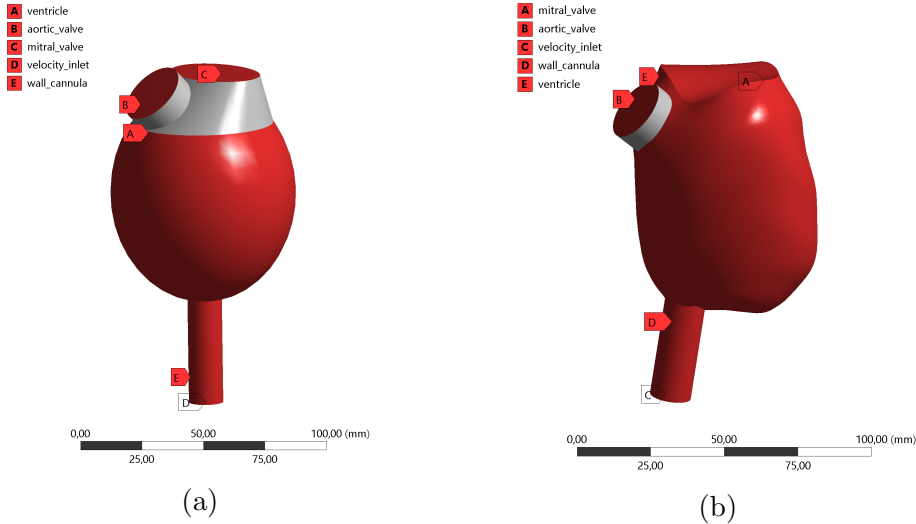 A ventricle
B aortic_valve
C mitral_valve
D velocity_inlet
E wall_cannula
C
B
A
E
D
0,00 50,00 100,00 (mm)
25,00 75,00
(a)
A mitral_valve
B aortic_valve
C velocity_inlet
D wall_cannula
E ventricle
E
A
B
D
C
0,00 50,00 100,00 (mm)
25,00 75,00
(b)